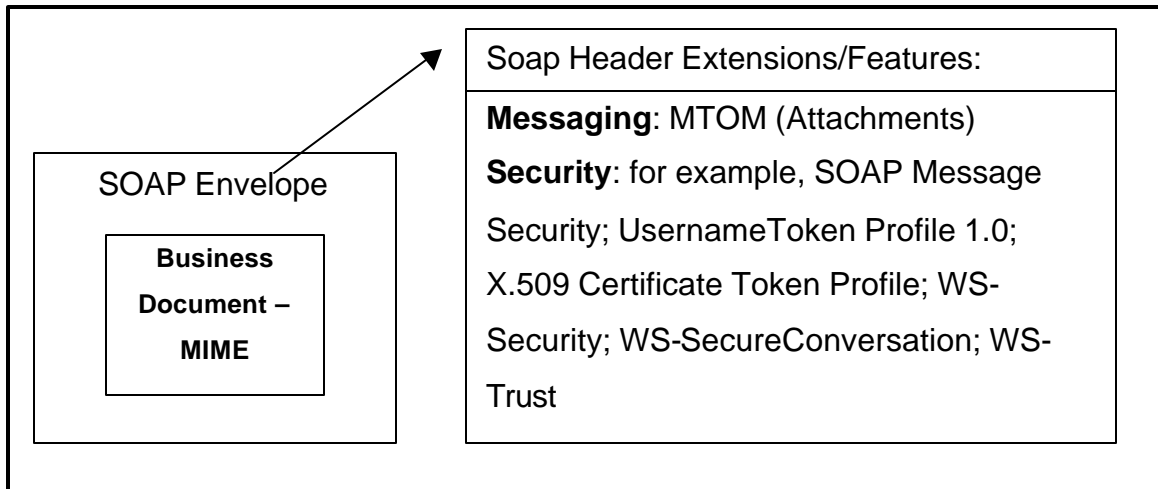 SOAP Envelope
Business
Document –
MIME
Soap Header Extensions/Features:
Messaging: MTOM (Attachments)
Security: for example, SOAP Message
Security; UsernameToken Profile 1.0;
X.509 Certificate Token Profile; WS-
Security; WS-SecureConversation; WS-
Trust